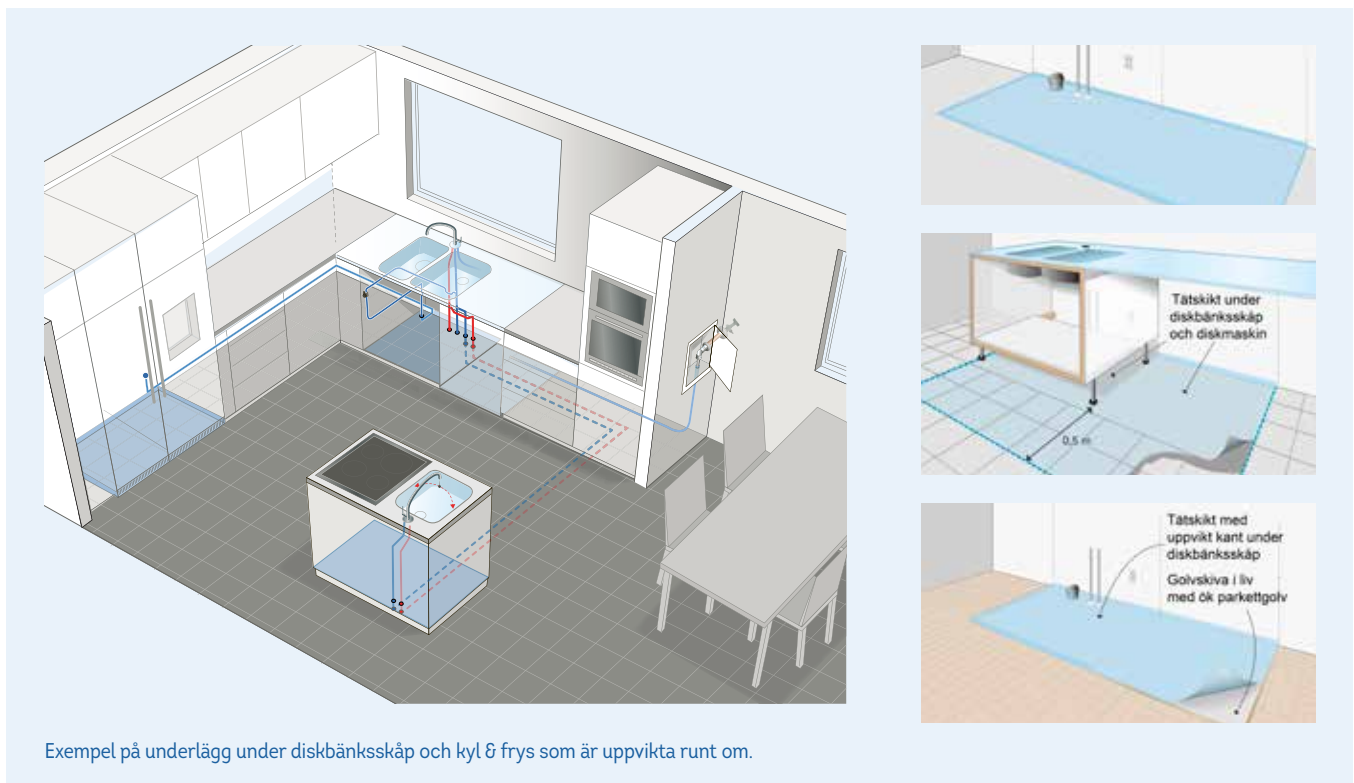 Tätskikt under
diskbänksskåp
och diskmaskin
0,5 m
Tätskikt med
uppvikt kant under
diskbänksskåp
Golvskiva i liv
med ök parkettgolv
Exempel på underlägg under diskbänksskåp och kyl & frys som är uppvikta runt om.